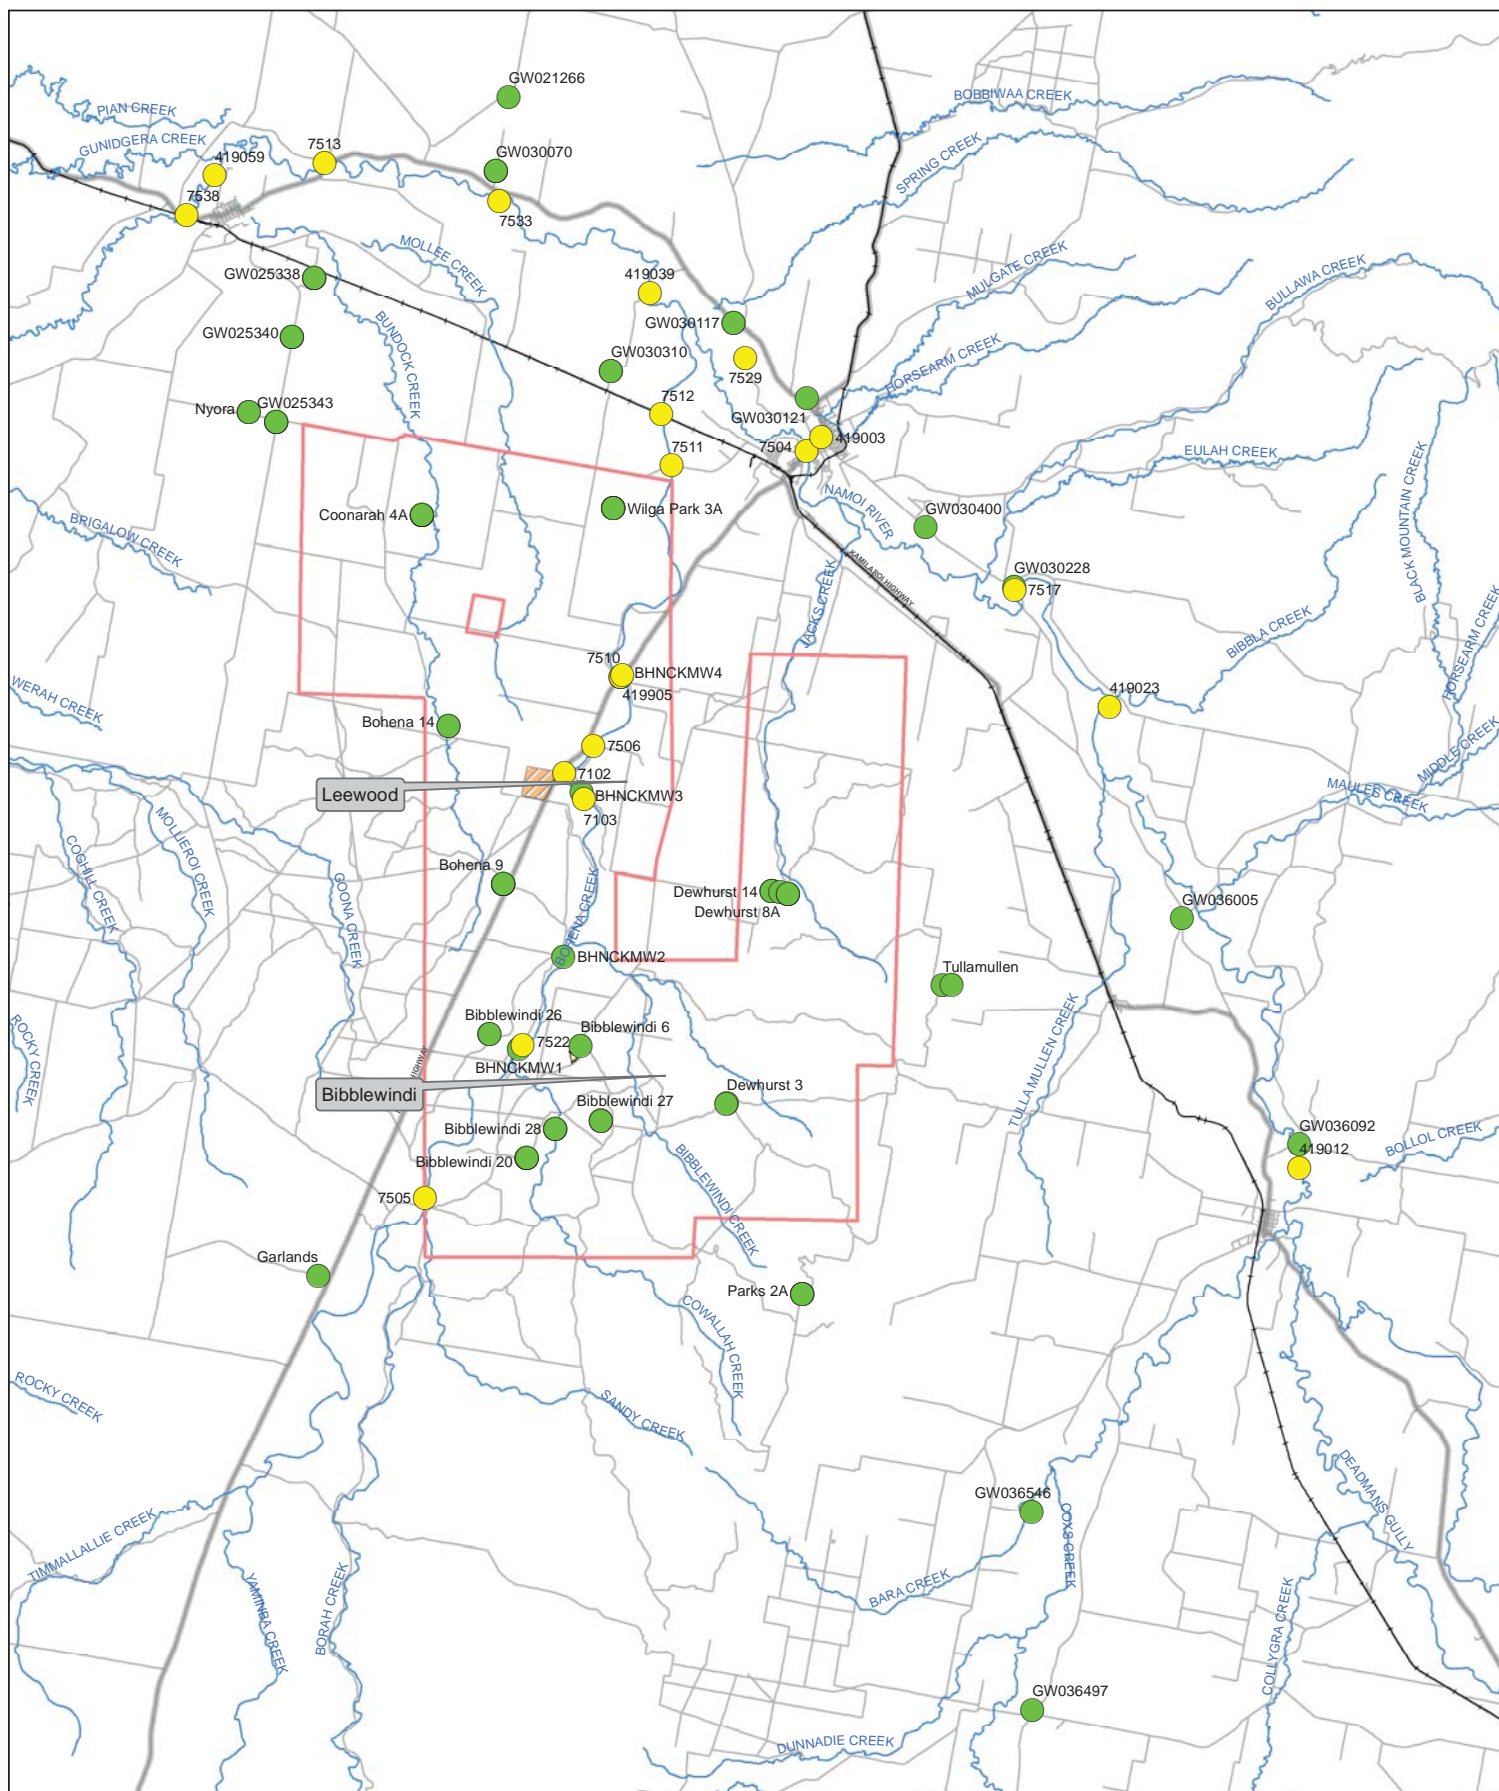 GW021266
PIAN CREEK
BOBBIWAA CREEK
GUNIDGERA CREEK
7513
419059
GW030070
SPRING CREEK
7538
7533
MOLLEE CREEK
MULGATE CREEK
BULLAWA CREEK
GW025338
419039
GW030117
GW025340
BUNDOCK CREEK
GW030310
HORSEARM CREEK
7529
Nyora
GW025343
7512
GW030121
419003
7504
7511
EULAH CREEK
BLACK MOUNTAIN CREEK
NAMOI RIVER
Coonarah 4A
Wilga Park 3A
GW030400
BRIGALOW CREEK
KAMILAROI HIGHWAY
GW030228
7517
JACKS CREEK
BIBBLA CREEK
HORSEARM CREEK
7510
BHNCKMW4
419905
419023
WERAH CREEK
Bohena 14
7506
MIDDLE CREEK
7102
Leewood
BHNCKMW3
MAULES CREEK
7103
COGHILL CREEK
MOLLIEROI CREEK
GOONA CREEK
Bohena 9
BOHENA CREEK
Dewhurst 14
Dewhurst 8A
GW036005
BHNCKMW2
Tullamullen
ROCKY CREEK
Bibblewindi 26
Bibblewindi 6
7522
BHNCKMW1
HIGHWAY
TULLA MULLEN CREEK
Bibblewindi
Dewhurst 3
Bibblewindi 27
Bibblewindi 28
GW036092
BOLLOL CREEK
419012
Bibblewindi 20
BIBBLEWINDI CREEK
7505
Garlands
Parks 2A
COWALLAH CREEK
ROCKY CREEK
SANDY CREEK
DEADMANS GULLY
GW036546
COXS CREEK
TIMMALLALLIE CREEK
YAMINBA CREEK
BORAH CREEK
BARA CREEK
COLLYGRA CREEK
GW036497
DUNNADIE CREEK